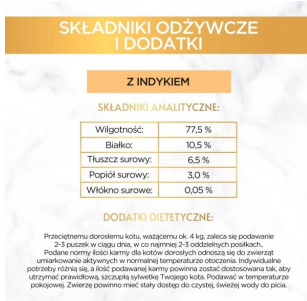 SKŁADNIKI ODŻYWCZE
I DODATKI
Z INDYKIEM
SKŁADNIKI ANALITYCZNE:
Wilgotność: 77,5 %
Białko: 10,5 %
Tłuszcz surowy: 6,5 %
Popiół surowy: 3,0 %
Włókno surowe: 0,05 %
DODATKI DIETETYCZNE:
Przeciętnemu dorosłemu kotu, ważącemu ok. 4 kg, zaleca się podawanie
2-3 puszek w ciągu dnia, w co najmniej 2-3 oddzielnych posiłkach..
Podane normy ilości karmy dla kotów dorosłych odnoszą się do zwierząt
umiarkowanie aktywnych w normalnej temperaturze otoczenia. Indywidualne
potrzeby różnią się, a ilość podawanej karmy powinna zostać dostosowana tak, aby
utrzymać prawidłową, szczupłą sylwetkę Twojego kota. Podawać w temperaturze
pokojowej. Zwierzę powinno mieć stały dostęp do czystej, świeżej wody do picia.